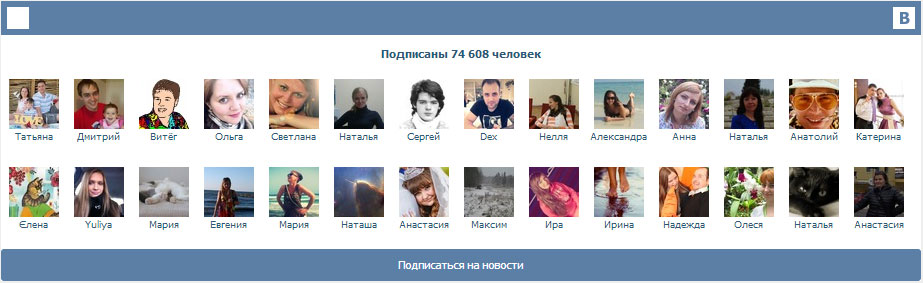 B
Подписаны 74 608 человек
Татьяна Дмитрий Витёг Ольга Светлана Наталья Сергей Dex Нелля Александра Анна Наталья Анатолий Катерина
Єлена Yuliya Мария Евгения Мария Наташа Анастасия Максим Ира Ирина Надежда Олеся Наталья Анастасия
Подписаться на новости